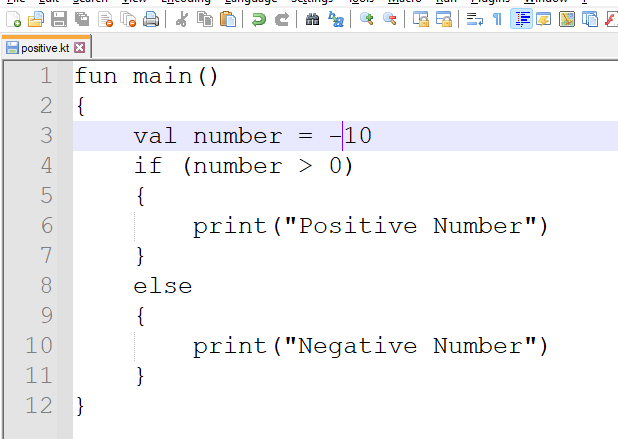 positive.kt
1 fun main()
2 {
3     val number = -10
4     if (number > 0)
5     {
6         print("Positive Number")
7     }
8     else
9     {
10         print("Negative Number")
11     }
12 }